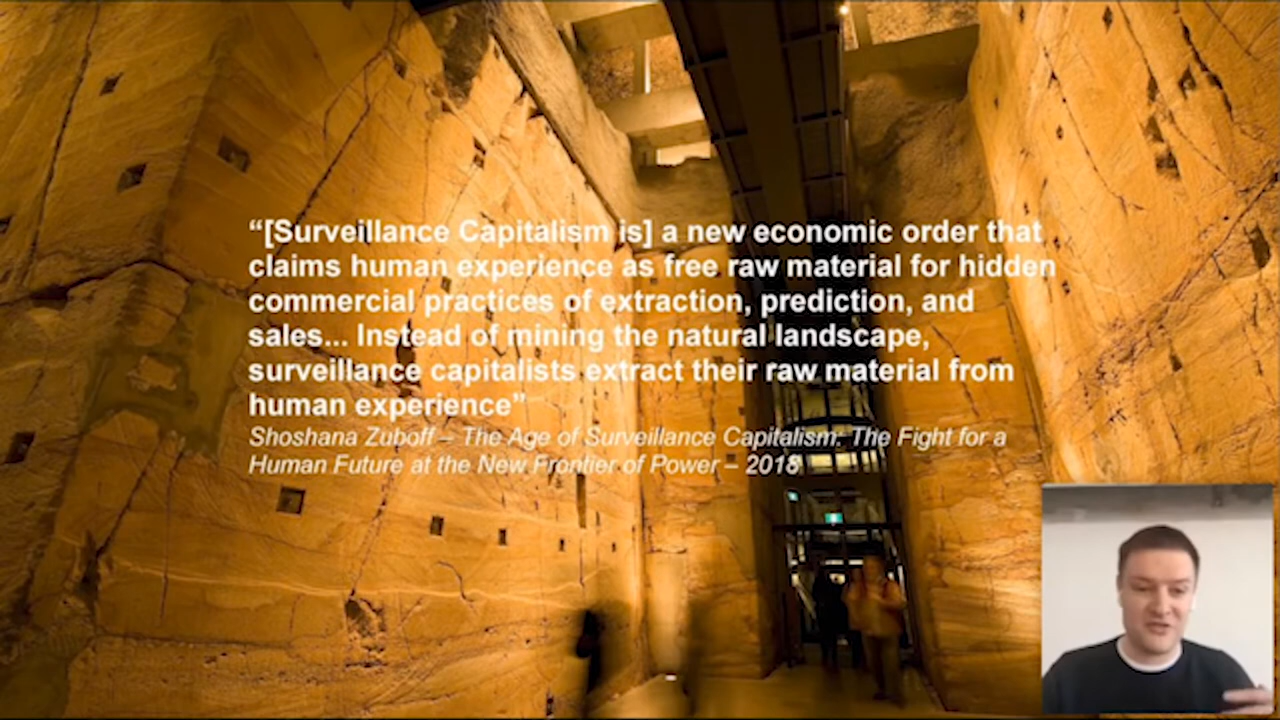 “[Surveillance Capitalism is] a new economic order that
claims human experience as free raw material for hidden
commercial practices of extraction, prediction, and
sales... Instead of mining the natural landscape,
surveillance capitalists extract their raw material from
human experience”
Shoshana Zuboff – The Age of Surveillance Capitalism: The Fight for a
Human Future at the New Frontier of Power – 2018